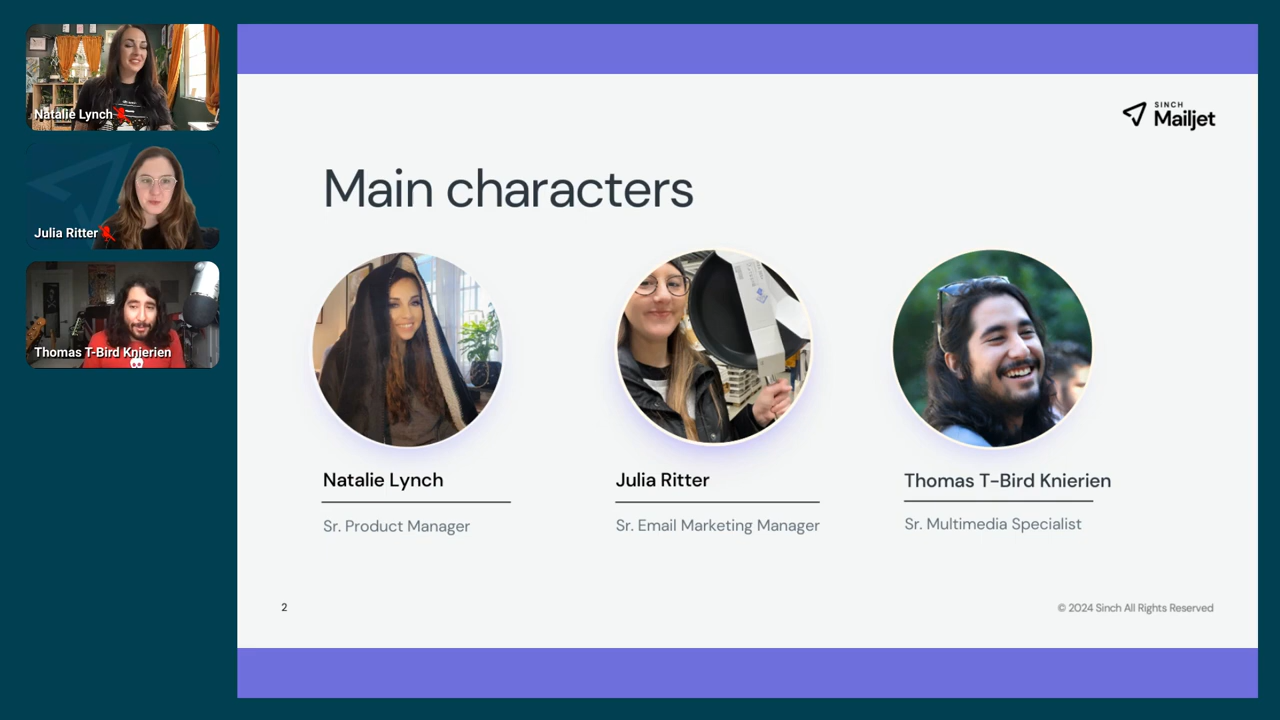 Natalie Lynch
Julia Ritter
Thomas T-Bird Knierien
SINCH
Mailjet
Main characters
Natalie Lynch
Sr. Product Manager
Julia Ritter
Sr. Email Marketing Manager
Thomas T-Bird Knierien
Sr. Multimedia Specialist
2
© 2024 Sinch All Rights Reserved